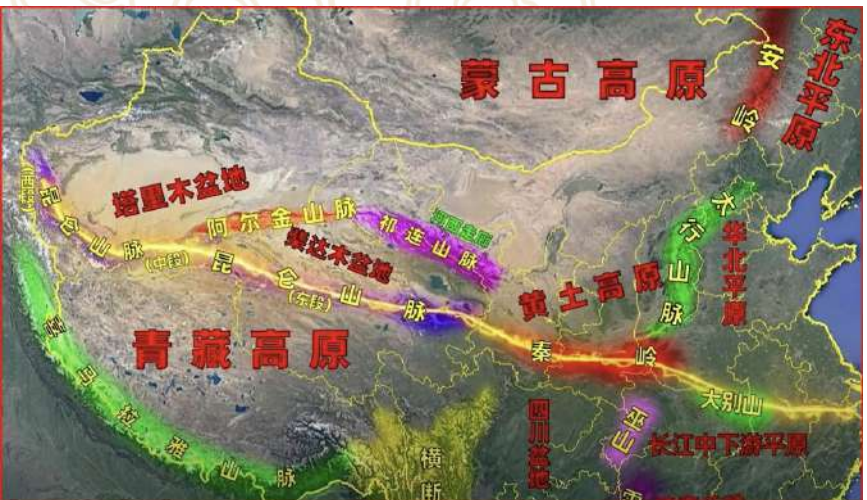 蒙古高原
安岭
东北平原
昆仑山脉
(西段)
塔里木盆地
阿尔金山脉
祁连山脉
太行山脉
华北平原
(中段)
柴达木盆地
昆仑山脉
(东段)
黄土高原
青藏高原
秦岭
喜马拉雅山脉
大别山
巫山
四川盆地
长江中下游平原
横断